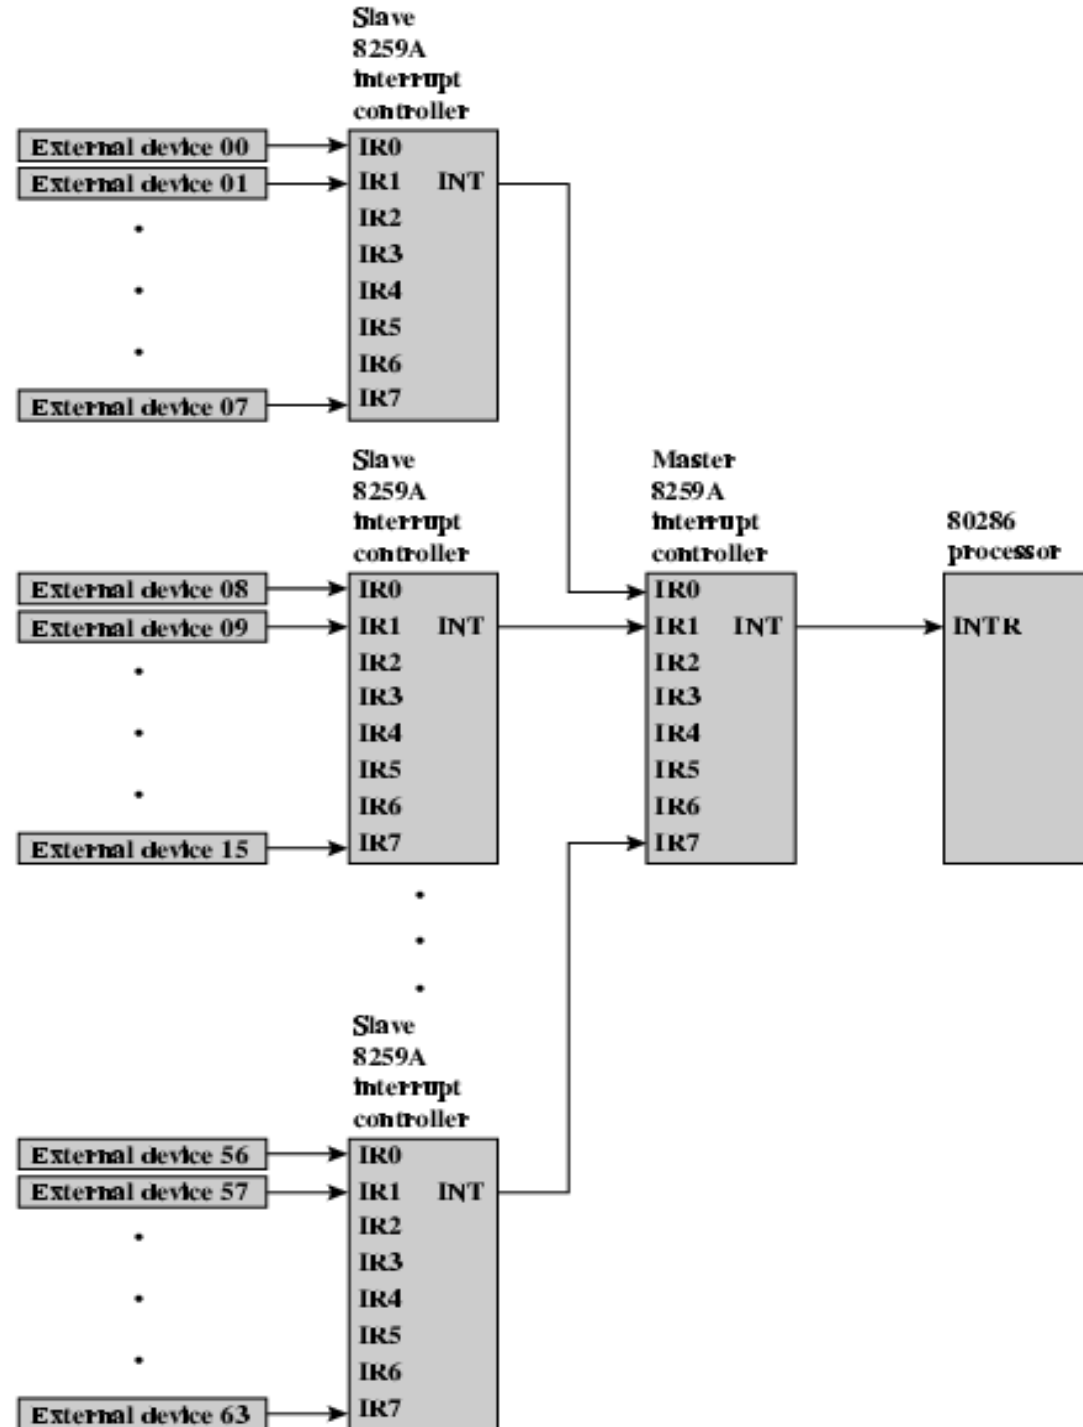 Slave
8259A
interrupt
controller
External device 00
External device 01
External device 07
IR0
IR1 INT
IR2
IR3
IR4
IR5
IR6
IR7
Slave
8259A
interrupt
controller
External device 08
External device 09
External device 15
IR0
IR1 INT
IR2
IR3
IR4
IR5
IR6
IR7
Master
8259A
interrupt
controller
IR0
IR1 INT
IR2
IR3
IR4
IR5
IR6
IR7
80286
processor
INTR
Slave
8259A
interrupt
controller
External device 56
External device 57
External device 63
IR0
IR1 INT
IR2
IR3
IR4
IR5
IR6
IR7